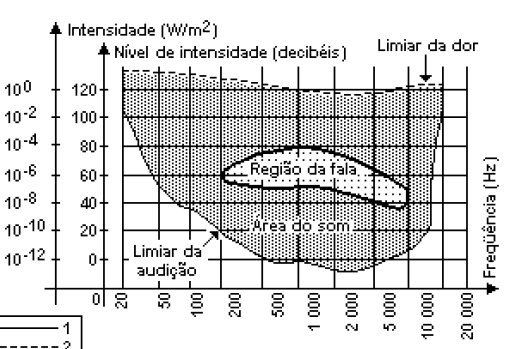 Intensidade (W/m²)
Nível de intensidade (decibéis)
Limiar da dor
10⁰ 120
10⁻² 100
10⁻⁴ 80
10⁻⁶ 60
10⁻⁸ 40
10⁻¹⁰ 20
10⁻¹² 0
Região da fala
Área do som
Limiar da
audição
Freqüência (Hz)
0 20 50 100 200 500 1 000 2 000 5 000 10 000 20 000
1
2